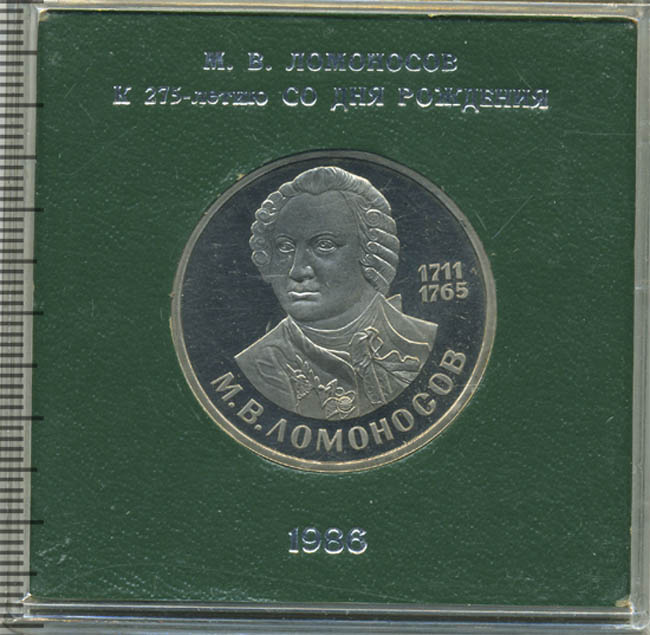 М. В. ЛОМОНОСОВ
К 275-летию СО ДНЯ РОЖДЕНИЯ
1711
1765
М.В.ЛОМОНОСОВ
1986